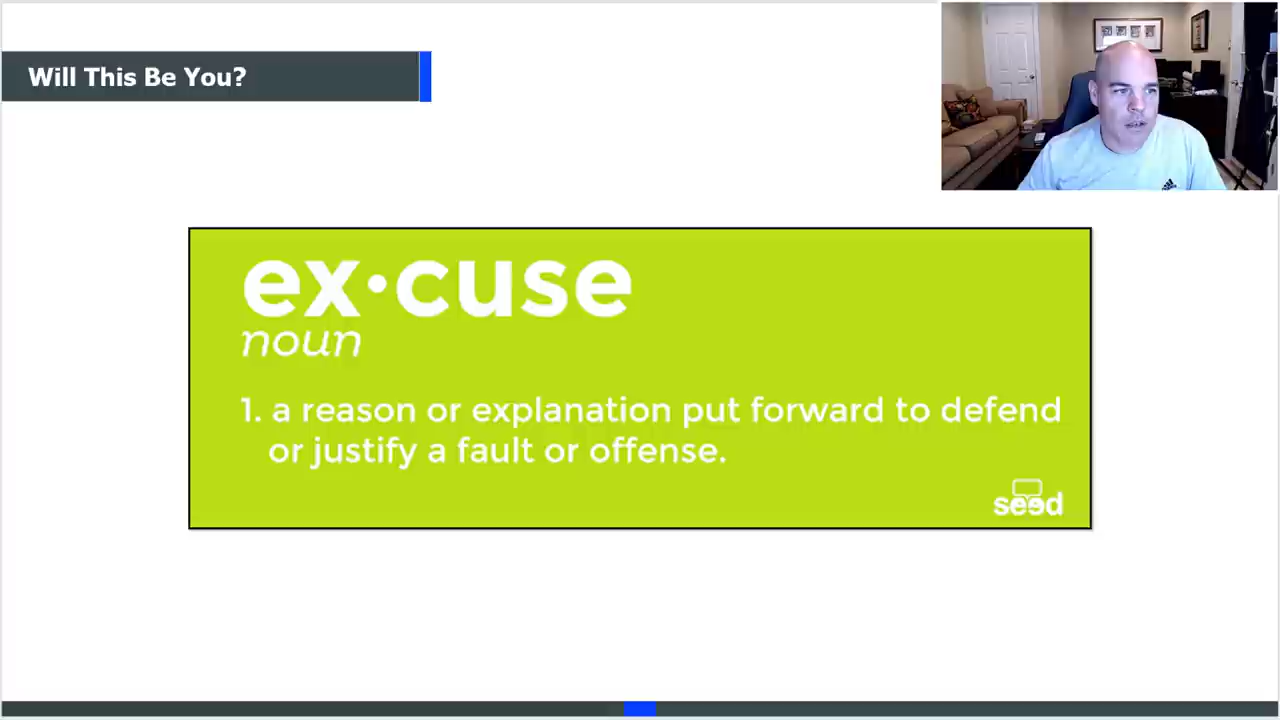 Will This Be You?
ex·cuse
noun
1. a reason or explanation put forward to defend
or justify a fault or offense.
seed